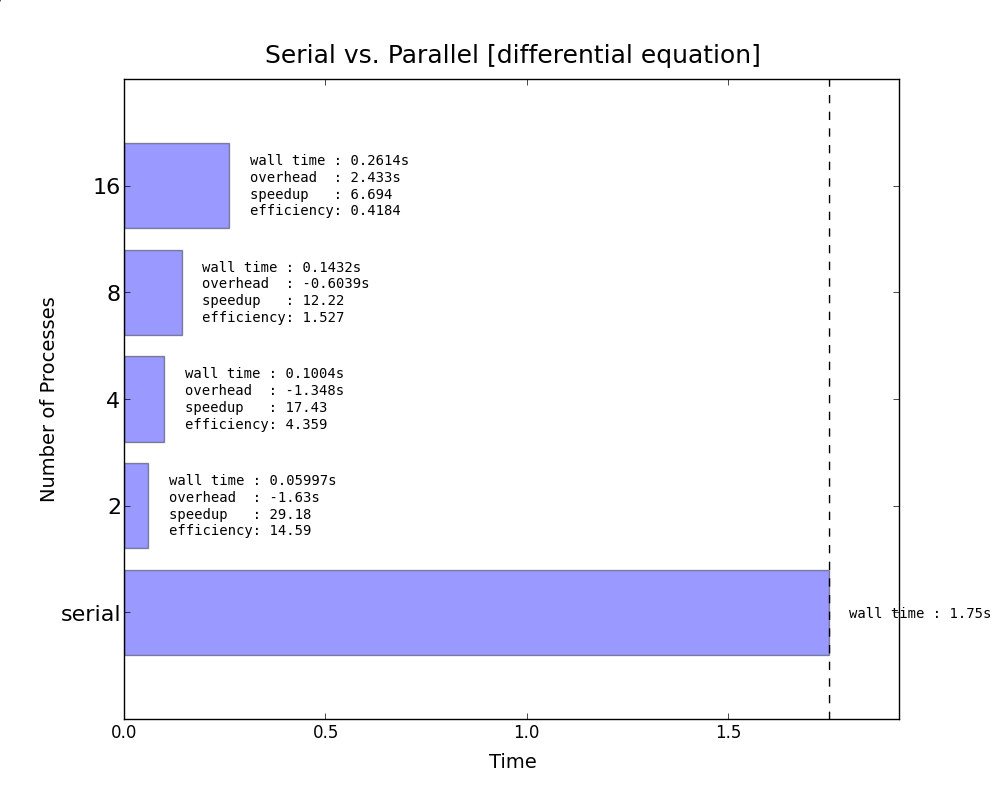 Serial vs. Parallel [differential equation]
16
wall time : 0.2614s
overhead  : 2.433s
speedup   : 6.694
efficiency: 0.4184
8
wall time : 0.1432s
overhead  : -0.6039s
speedup   : 12.22
efficiency: 1.527
4
wall time : 0.1004s
overhead  : -1.348s
speedup   : 17.43
efficiency: 4.359
2
wall time : 0.05997s
overhead  : -1.63s
speedup   : 29.18
efficiency: 14.59
serial
wall time : 1.75s
Number of Processes
0.0 0.5 1.0 1.5
Time